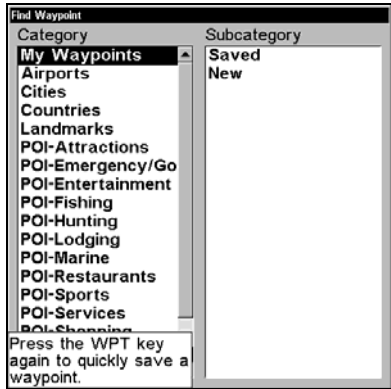 Find Waypoint
Category
My Waypoints
Airports
Cities
Countries
Landmarks
POI-Attractions
POI-Emergency/Go
POI-Entertainment
POI-Fishing
POI-Hunting
POI-Lodging
POI-Marine
POI-Restaurants
POI-Sports
POI-Services
POI-Shopping
Subcategory
Saved
New
Press the WPT key
again to quickly save a
waypoint.